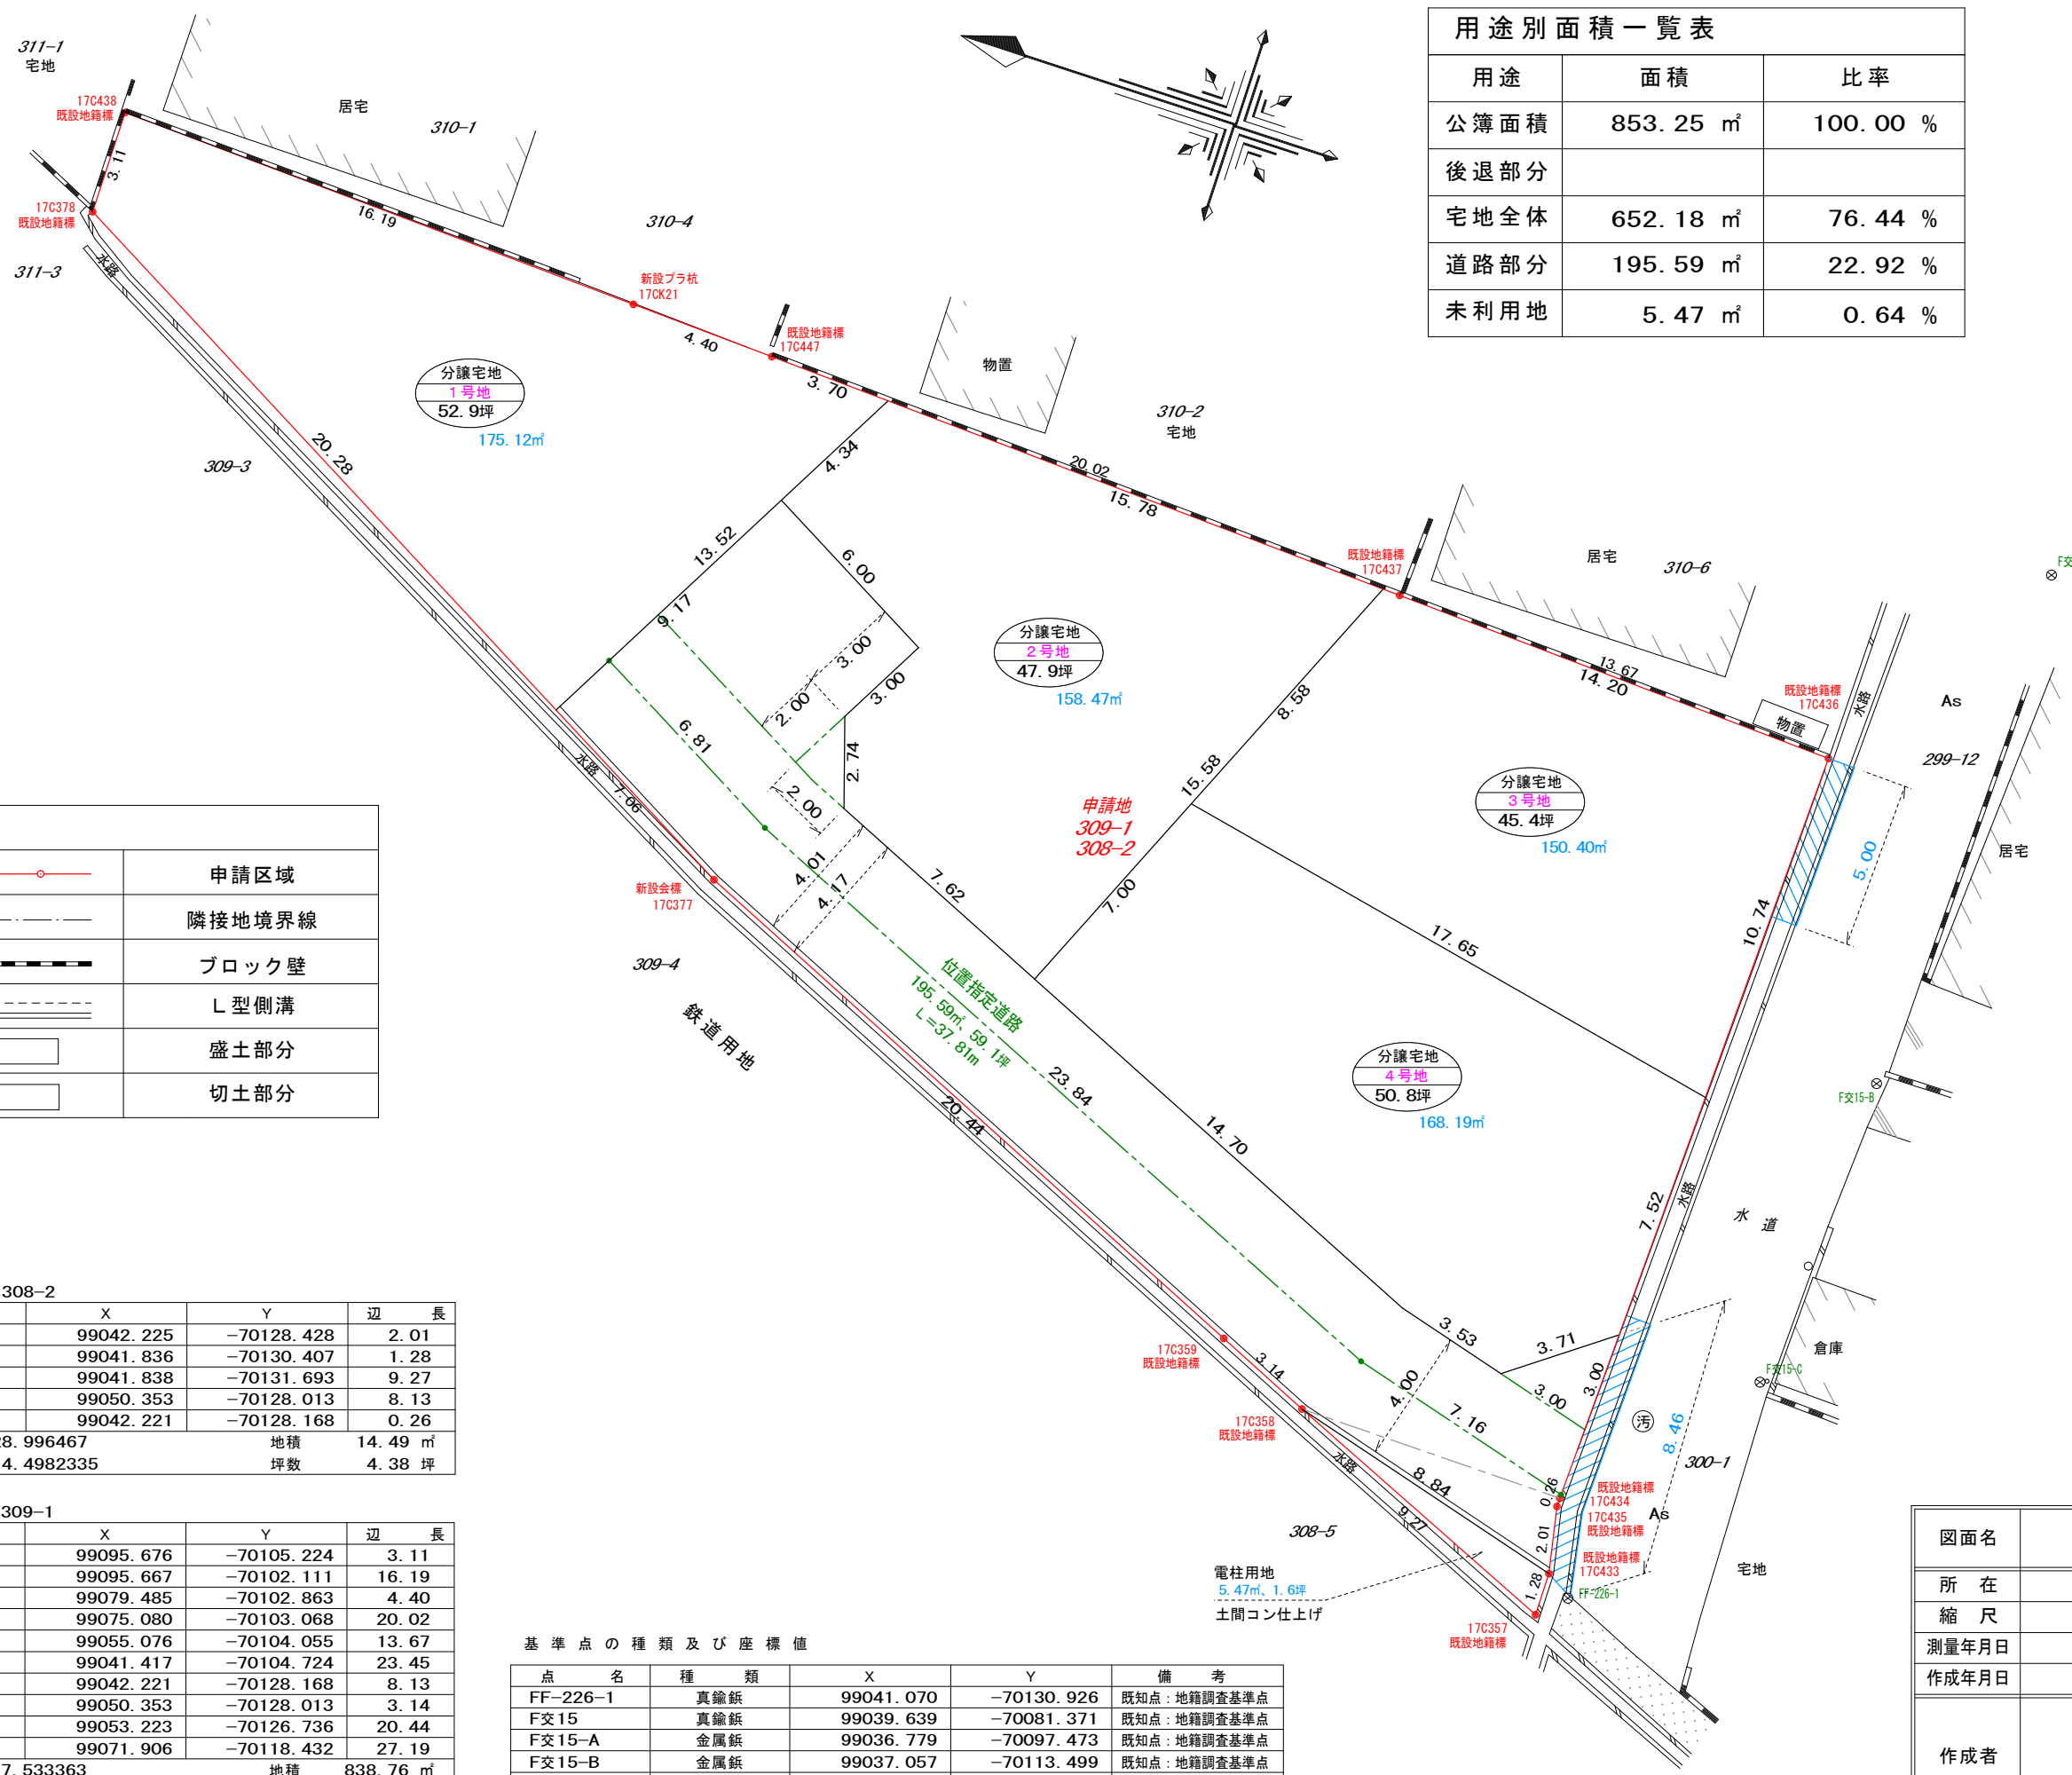 用途別面積一覧表
用途 面積 比率
公簿面積 853.25 ㎡ 100.00 %
後退部分
宅地全体 652.18 ㎡ 76.44 %
道路部分 195.59 ㎡ 22.92 %
未利用地 5.47 ㎡ 0.64 %
311-1
宅地
17C438
既設地籍標
居宅
310-1
3.11
17C378
既設地籍標
16.19
310-4
311-3
水路
新設プラ杭
17CK21
4.40
既設地籍標
17C447
3.70
物置
310-2
宅地
分譲宅地
1号地
52.9坪
175.12㎡
20.28
309-3
4.34
20.02
15.78
13.52
6.00
既設地籍標
17C437
居宅
310-6
F交
9.17
3.00
2.00
3.00
分譲宅地
2号地
47.9坪
158.47㎡
13.67
14.20
既設地籍標
17C436
物置
水路
As
299-12
8.58
6.81
2.74
水路
7.06
2.00
15.58
申請地
309-1
308-2
分譲宅地
3号地
45.4坪
150.40㎡
5.00
居宅
4.01
4.17
7.62
7.00
新設会標
17C377
10.74
17.65
309-4
鉄道用地
位置指定道路
195.59㎡、59.1坪
L=37.81m
23.84
20.44
分譲宅地
4号地
50.8坪
168.19㎡
F交15-B
14.70
7.52
水路
水道
申請区域
隣接地境界線
ブロック壁
L型側溝
盛土部分
切土部分
3.53
3.71
17C359
既設地籍標
3.14
倉庫
F交15-C
4.00
3.00
3.00
7.16
汚
8.46
300-1
17C358
既設地籍標
水路
8.84
0.26
既設地籍標
17C434
17C435
既設地籍標
As
9.27
2.01
308-5
既設地籍標
17C433
1.28
FF-226-1
宅地
電柱用地
5.47㎡、1.6坪
土間コン仕上げ
17C357
既設地籍標
308-2
X Y 辺長
99042.225 -70128.428 2.01
99041.836 -70130.407 1.28
99041.838 -70131.693 9.27
99050.353 -70128.013 8.13
99042.221 -70128.168 0.26
28.996467 地積 14.49 ㎡
4.4982335 坪数 4.38 坪
309-1
X Y 辺長
99095.676 -70105.224 3.11
99095.667 -70102.111 16.19
99079.485 -70102.863 4.40
99075.080 -70103.068 20.02
99055.076 -70104.055 13.67
99041.417 -70104.724 23.45
99042.221 -70128.168 8.13
99050.353 -70128.013 3.14
99053.223 -70126.736 20.44
99071.906 -70118.432 27.19
7.533363 地積 838.76 ㎡
基準点の種類及び座標値
点名 種類 X Y 備考
FF-226-1 真鍮鋲 99041.070 -70130.926 既知点：地籍調査基準点
F交15 真鍮鋲 99039.639 -70081.371 既知点：地籍調査基準点
F交15-A 金属鋲 99036.779 -70097.473 既知点：地籍調査基準点
F交15-B 金属鋲 99037.057 -70113.499 既知点：地籍調査基準点
図面名
所在
縮尺
測量年月日
作成年月日
作成者